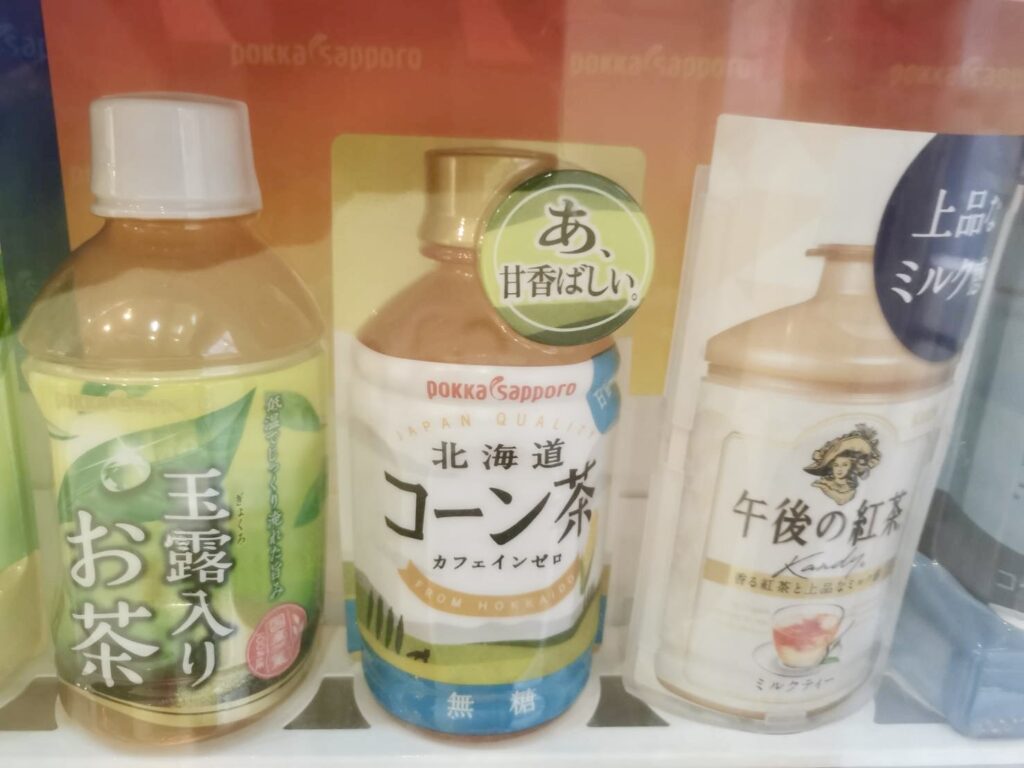 pokka sapporo
pokka sapporo
pokka sapporo
低温でじっくり淹れた旨み
玉露入り
ぎょくろ
お茶
あ、
甘香ばしい。
pokka sapporo
JAPAN QUALITY
北海道
コーン茶
カフェインゼロ
FROM HOKKAIDO
無糖
上品な
ミルク
午後の紅茶
Kandy
香る紅茶と上品なミルク
ミルクティー